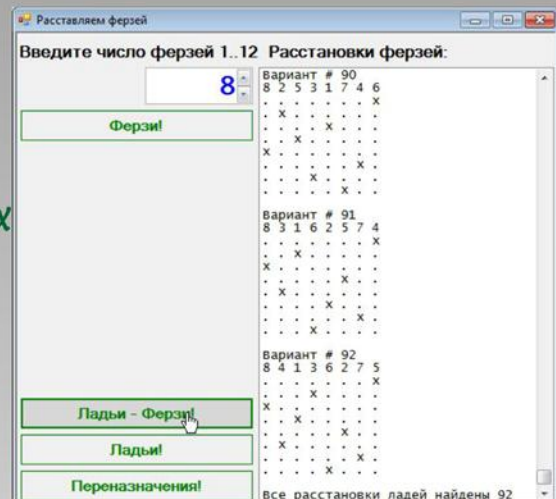 Расставляем ферзей
Введите число ферзей 1..12 Расстановки ферзей:
8
Ферзи!
Ладьи - Ферзи!
Ладьи!
Переназначения!
Вариант # 90
8 2 5 3 1 7 4 6
. . . . . . . x
. x . . . . . .
. . . . x . . .
. . x . . . . .
x . . . . . . .
. . . . . . x .
. . . x . . . .
. . . . . x . .
Вариант # 91
8 3 1 6 2 5 7 4
. . . . . . . x
. . x . . . . .
x . . . . . . .
. . . . . x . .
. x . . . . . .
. . . . x . . .
. . . . . . x .
. . . x . . . .
Вариант # 92
8 4 1 3 6 2 7 5
. . . . . . . x
. . . x . . . .
x . . . . . . .
. . x . . . . .
. . . . . x . .
. x . . . . . .
. . . . . . x .
. . . . x . . .
Все расстановки ладей найдены 92